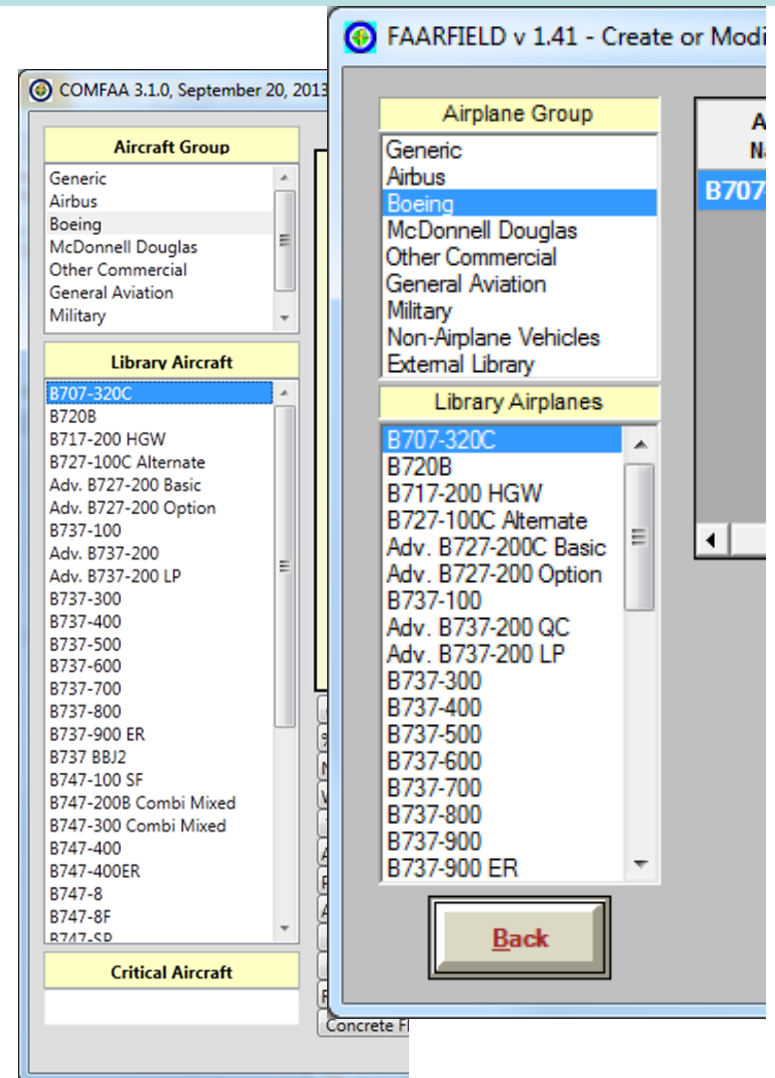 COMFAA 3.1.0, September 20, 2013
Aircraft Group
Generic
Airbus
Boeing
McDonnell Douglas
Other Commercial
General Aviation
Military
Library Aircraft
B707-320C
B720B
B717-200 HGW
B727-100C Alternate
Adv. B727-200 Basic
Adv. B727-200 Option
B737-100
Adv. B737-200
Adv. B737-200 LP
B737-300
B737-400
B737-500
B737-600
B737-700
B737-800
B737-900 ER
B737 BBJ2
B747-100 SF
B747-200B Combi Mixed
B747-300 Combi Mixed
B747-400
B747-400ER
B747-8
B747-8F
B747-SP
Critical Aircraft
Concrete Fl
FAARFIELD v 1.41 - Create or Modi
Airplane Group
Generic
Airbus
Boeing
McDonnell Douglas
Other Commercial
General Aviation
Military
Non-Airplane Vehicles
External Library
Library Airplanes
B707-320C
B720B
B717-200 HGW
B727-100C Alternate
Adv. B727-200C Basic
Adv. B727-200 Option
B737-100
Adv. B737-200 QC
Adv. B737-200 LP
B737-300
B737-400
B737-500
B737-600
B737-700
B737-800
B737-900
B737-900 ER
Back
A
Na
B707-